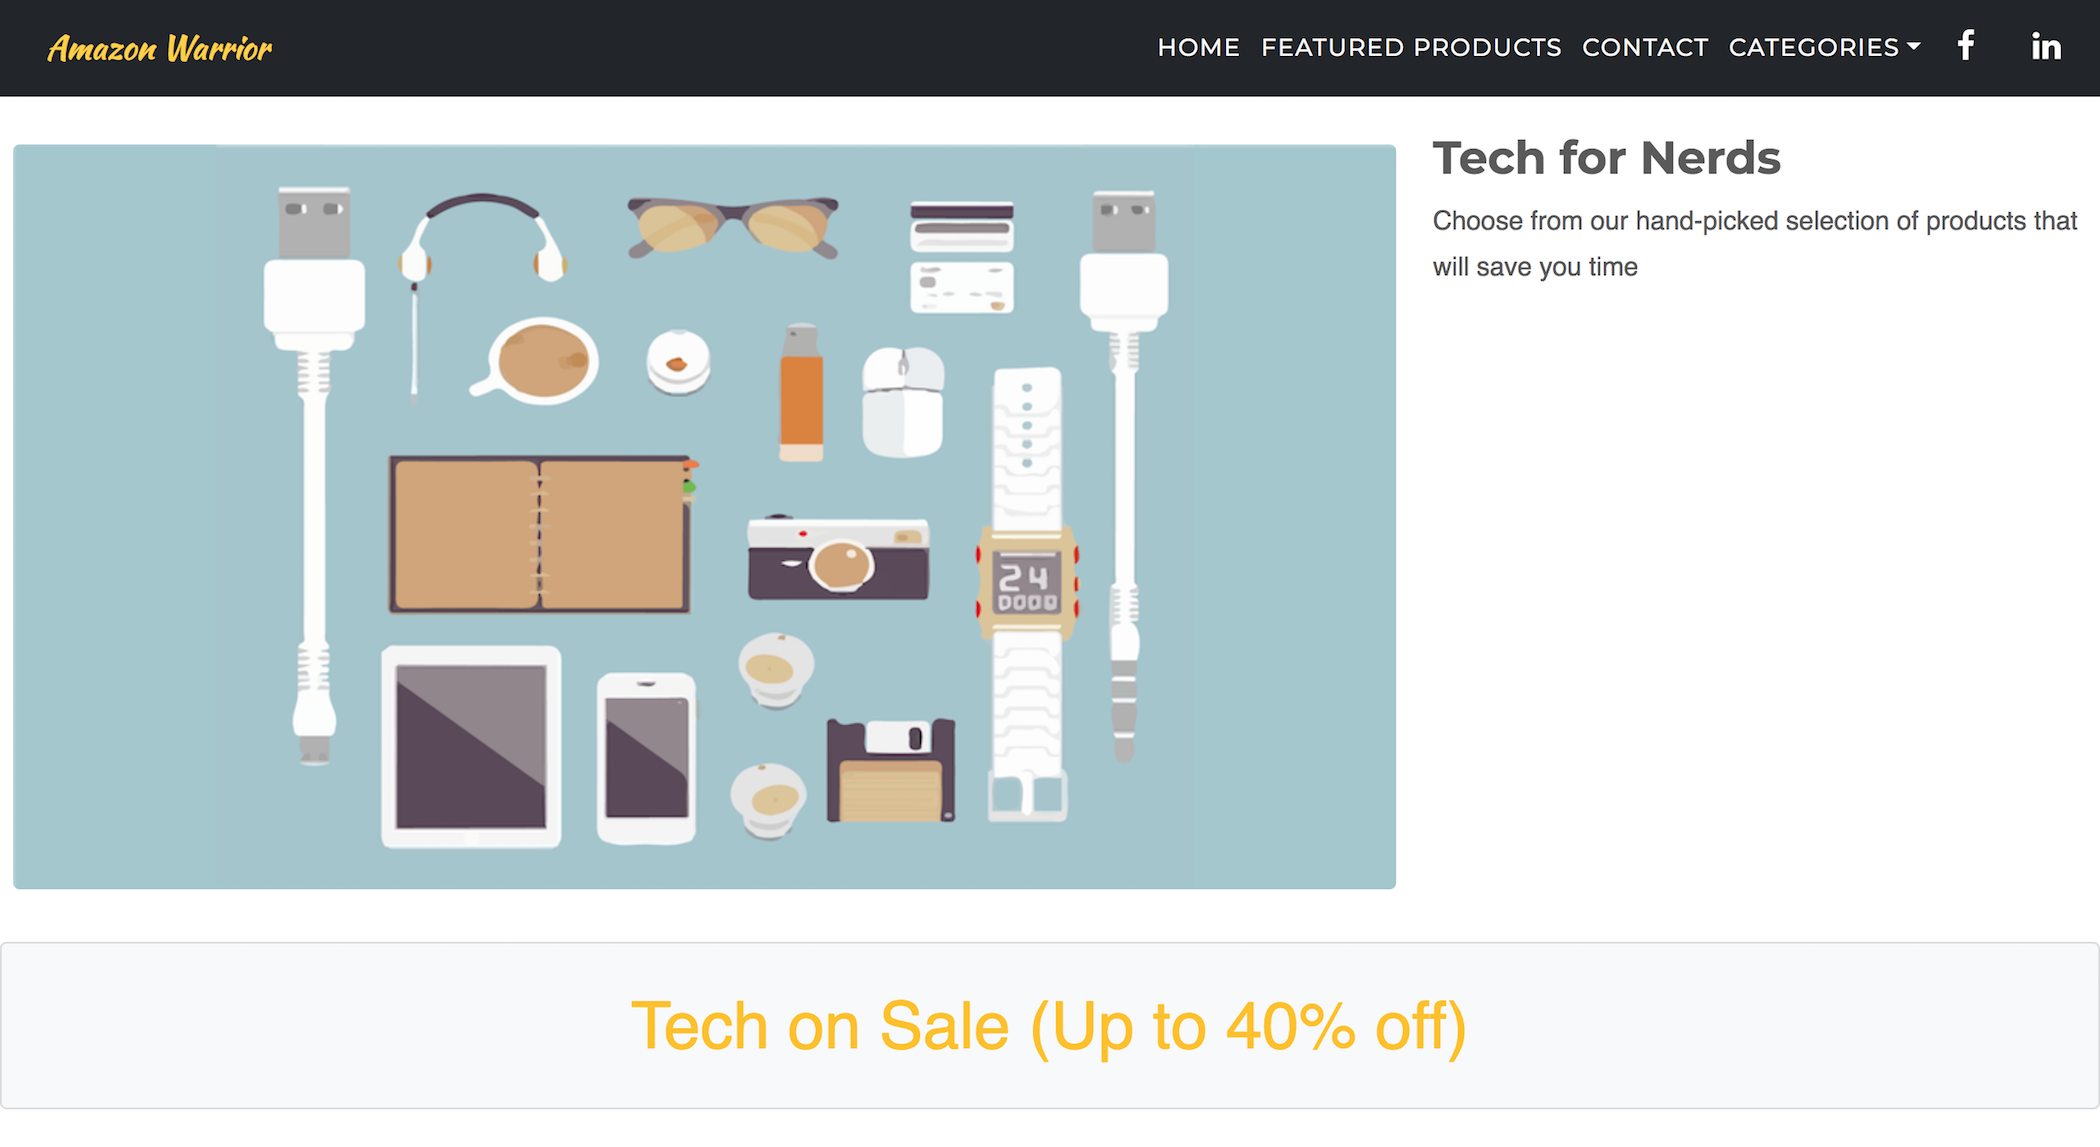 Amazon Warrior
HOME FEATURED PRODUCTS CONTACT CATEGORIES
Tech for Nerds
Choose from our hand-picked selection of products that
will save you time
24
0000
Tech on Sale (Up to 40% off)